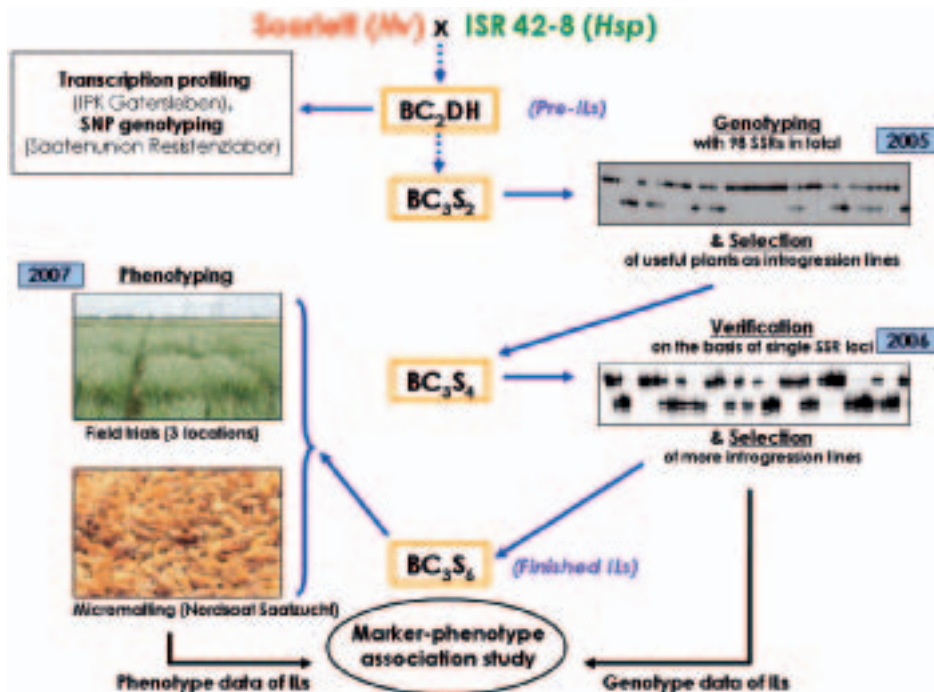 Scarlett (Hv) x ISR 42-8 (Hsp)
Transcription profiling
(IPK Gatersleben),
SNP genotyping
(Saatenunion Resistenzlabor)
BC2DH
(Pre-ILs)
Genotyping
with 98 SSRs in total
2005
BC3S2
& Selection
of useful plants as introgression lines
2007
Phenotyping
Verification
on the basis of single SSR loci
2006
BC3S4
Field trials (3 locations)
& Selection
of more introgression lines
BC3S6
(Finished ILs)
Micromalting (Nordsaat Saatzucht)
Marker-phenotype
association study
Phenotype data of ILs
Genotype data of ILs